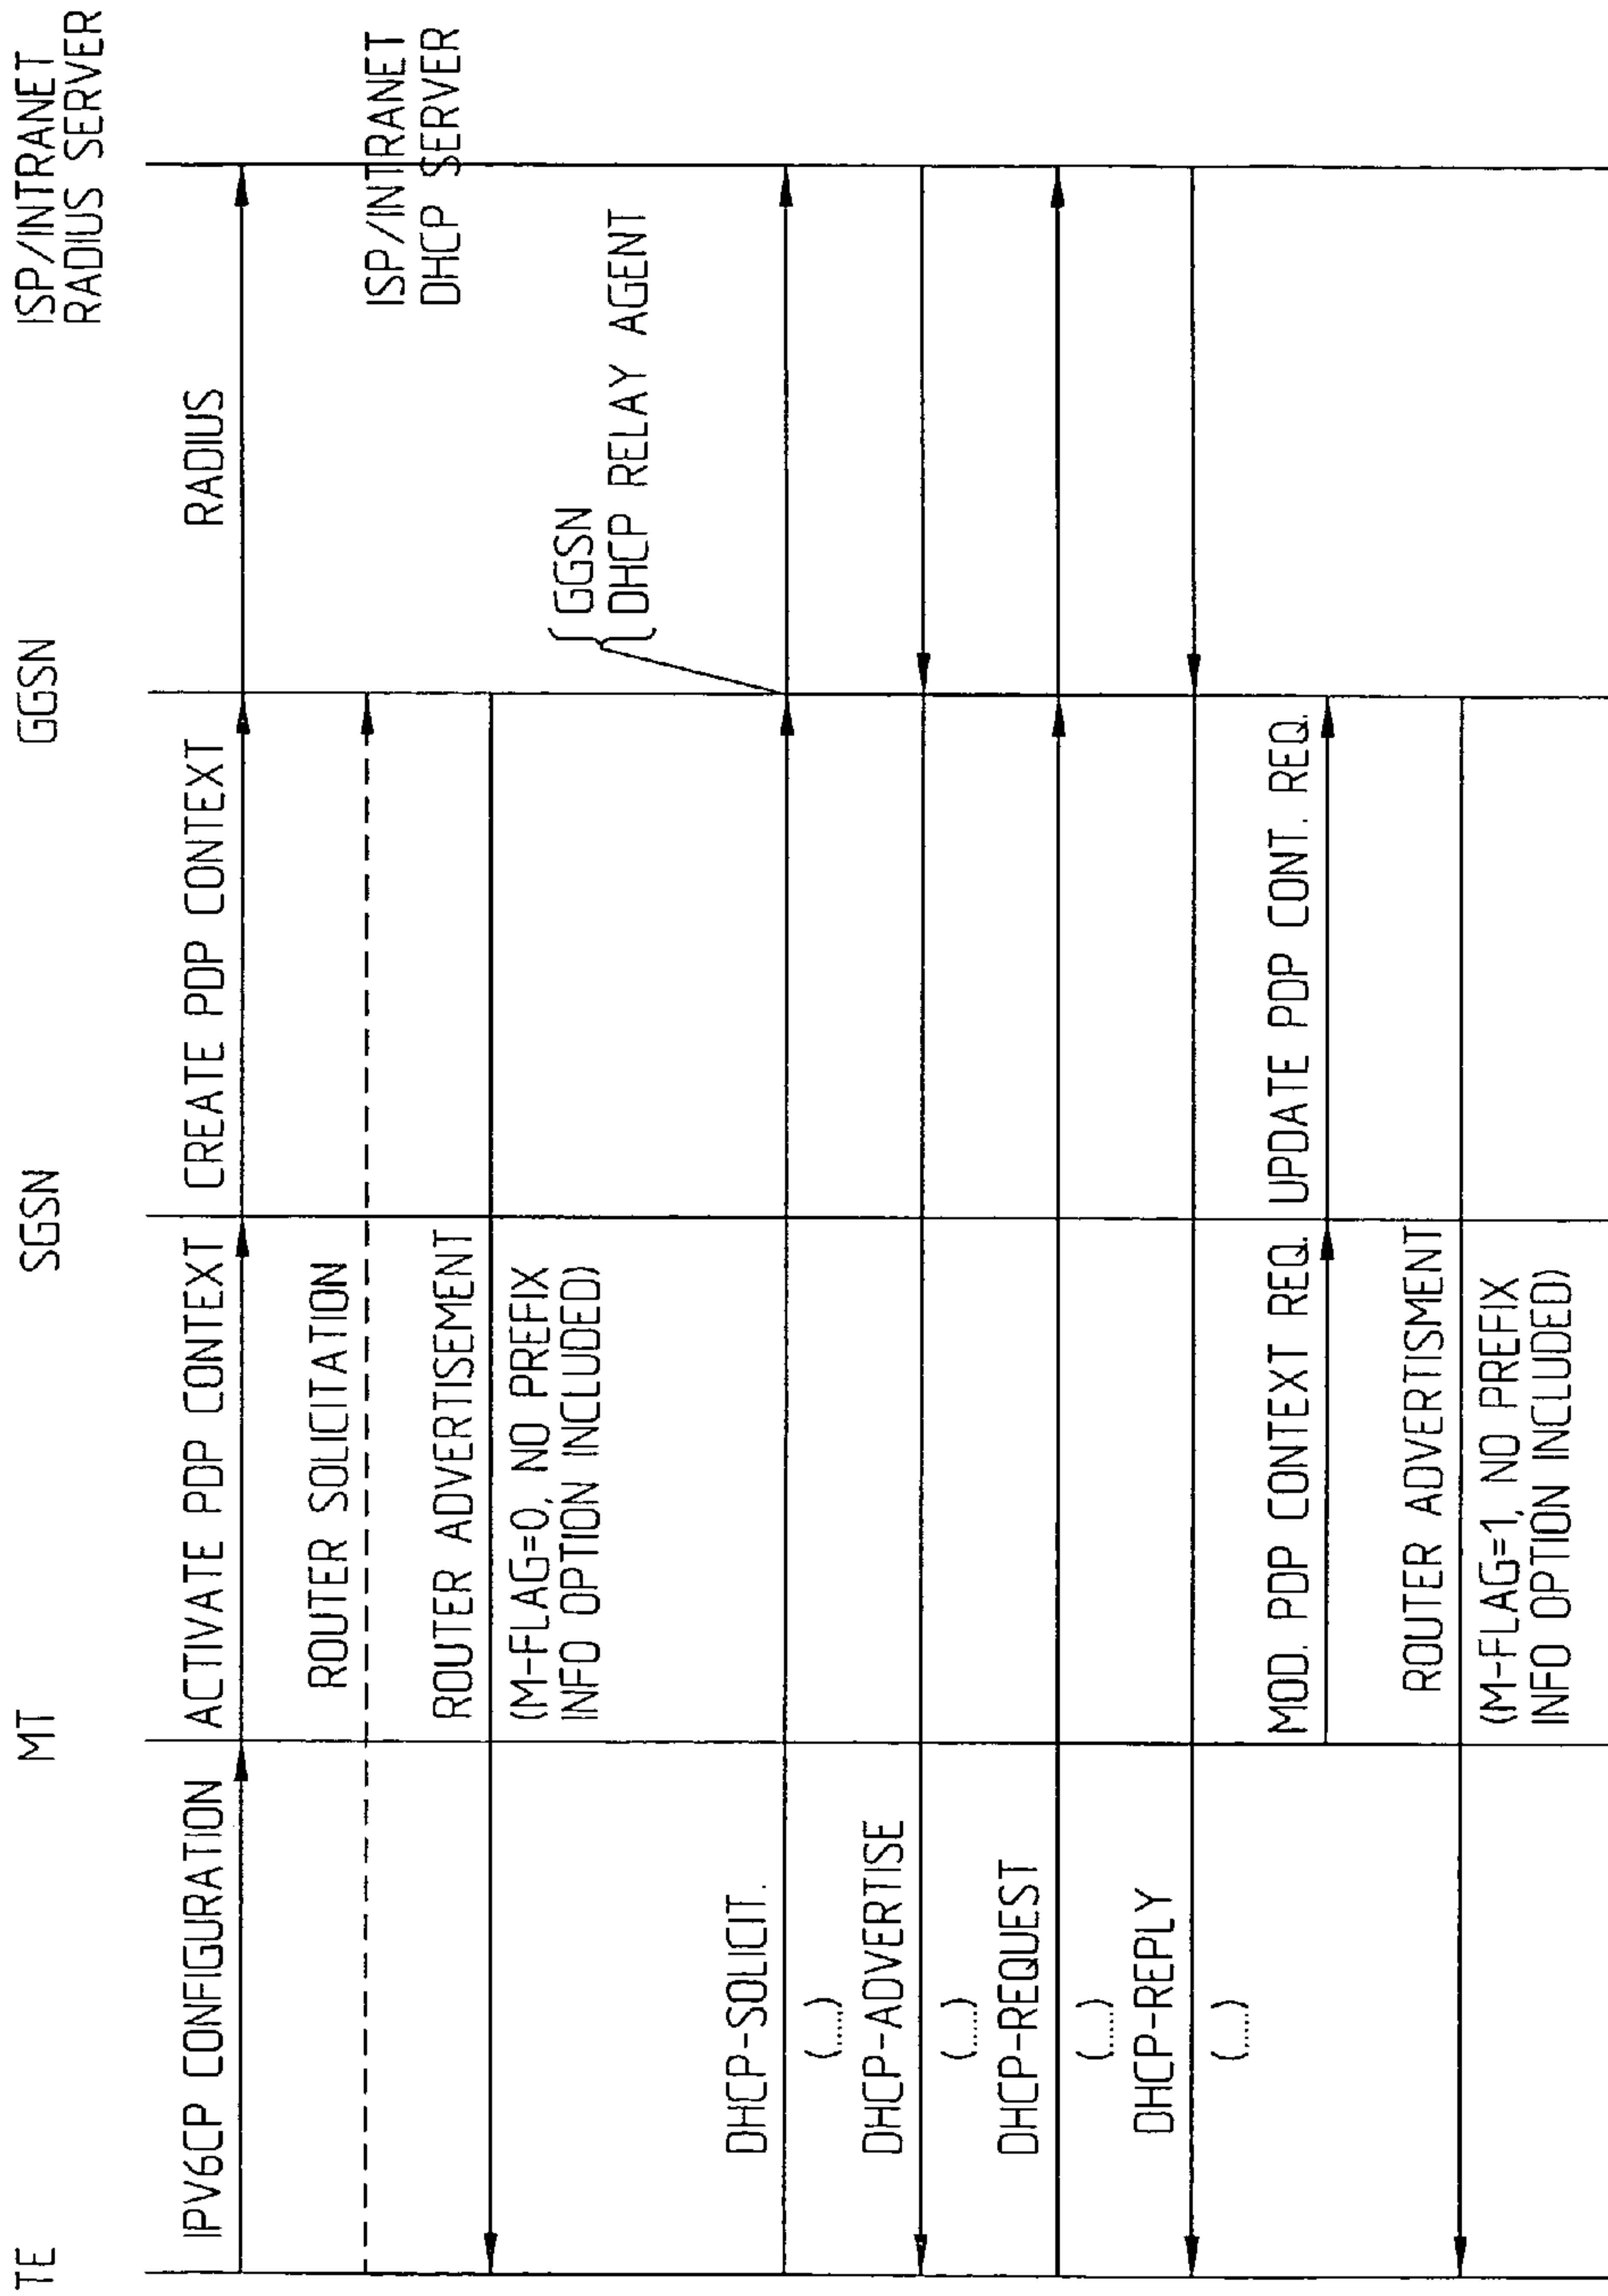 TE
MT
SGSN
GGSN
ISP/INTRANET
RADIUS SERVER
IPV6CP CONFIGURATION
ACTIVATE PDP CONTEXT
CREATE PDP CONTEXT
RADIUS
ROUTER SOLICITATION
ISP/INTRANET
DHCP SERVER
ROUTER ADVERTISEMENT
(M-FLAG=0, NO PREFIX
INFO OPTION INCLUDED)
GGSN
DHCP RELAY AGENT
DHCP-SOLICIT.
(.....)
DHCP-ADVERTISE
(.....)
DHCP-REQUEST
(.....)
DHCP-REPLY
(.....)
MOD. PDP CONTEXT REQ.
UPDATE PDP CONT. REQ.
ROUTER ADVERTISMENT
(M-FLAG=1, NO PREFIX
INFO OPTION INCLUDED)